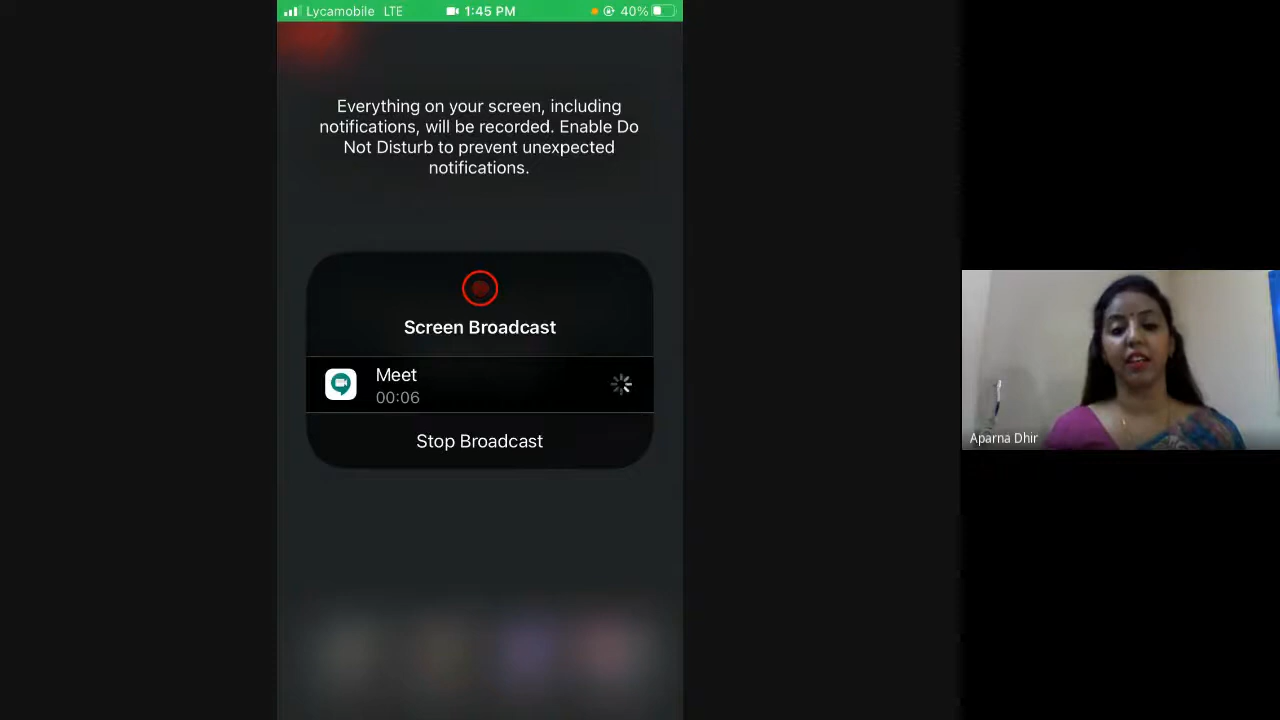 Lycamobile LTE 1:45 PM 40%
Everything on your screen, including
notifications, will be recorded. Enable Do
Not Disturb to prevent unexpected
notifications.
Screen Broadcast
Meet
00:06
Stop Broadcast
Aparna Dhir